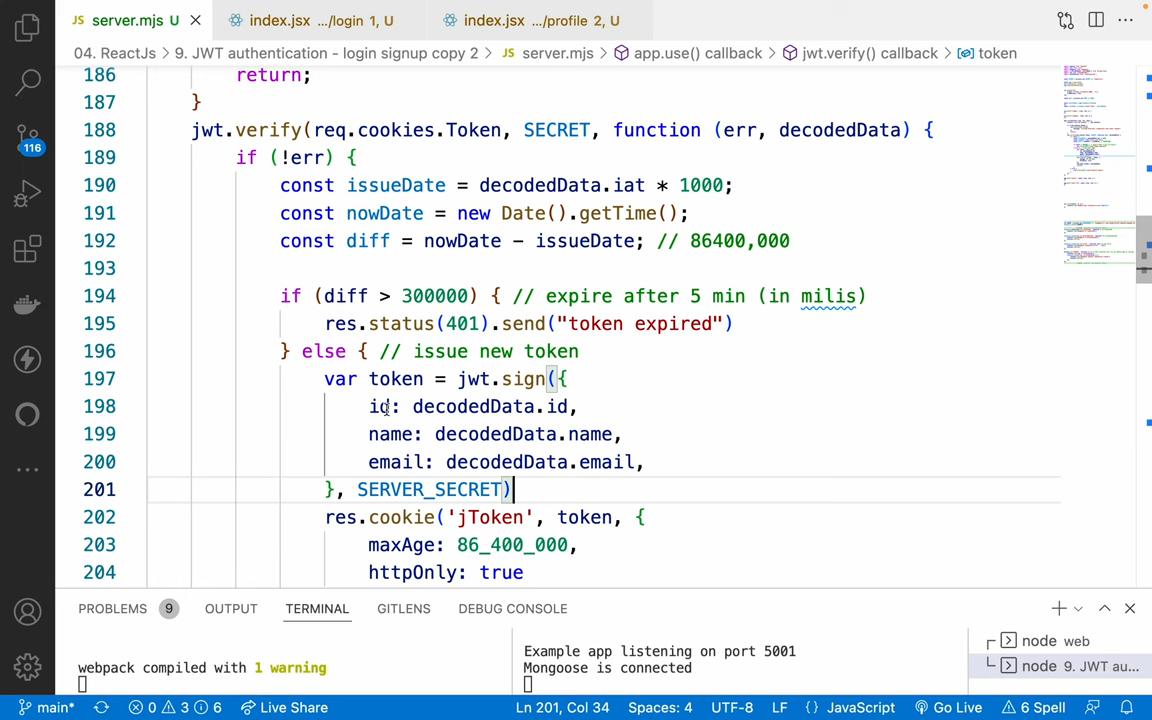 JS server.mjs U
index.jsx .../login 1, U
index.jsx .../profile 2, U
04. ReactJs > 9. JWT authentication - login signup copy 2 > JS server.mjs > app.use() callback > jwt.verify() callback > token
186 return;
187 }
188 jwt.verify(req.cookies.Token, SECRET, function (err, decodedData) {
189 if (!err) {
190 const issueDate = decodedData.iat * 1000;
191 const nowDate = new Date().getTime();
192 const diff = nowDate - issueDate; // 86400,000
193
194 if (diff > 300000) { // expire after 5 min (in milis)
195 res.status(401).send("token expired")
196 } else { // issue new token
197 var token = jwt.sign({
198 id: decodedData.id,
199 name: decodedData.name,
200 email: decodedData.email,
201 }, SERVER_SECRET)
202 res.cookie('jToken', token, {
203 maxAge: 86_400_000,
204 httpOnly: true
116
PROBLEMS 9 OUTPUT TERMINAL GITLENS DEBUG CONSOLE
webpack compiled with 1 warning
Example app listening on port 5001
Mongoose is connected
node web
node 9. JWT au...
main* 0 3 6 Live Share Ln 201, Col 34 Spaces: 4 UTF-8 LF {} JavaScript Go Live 6 Spell